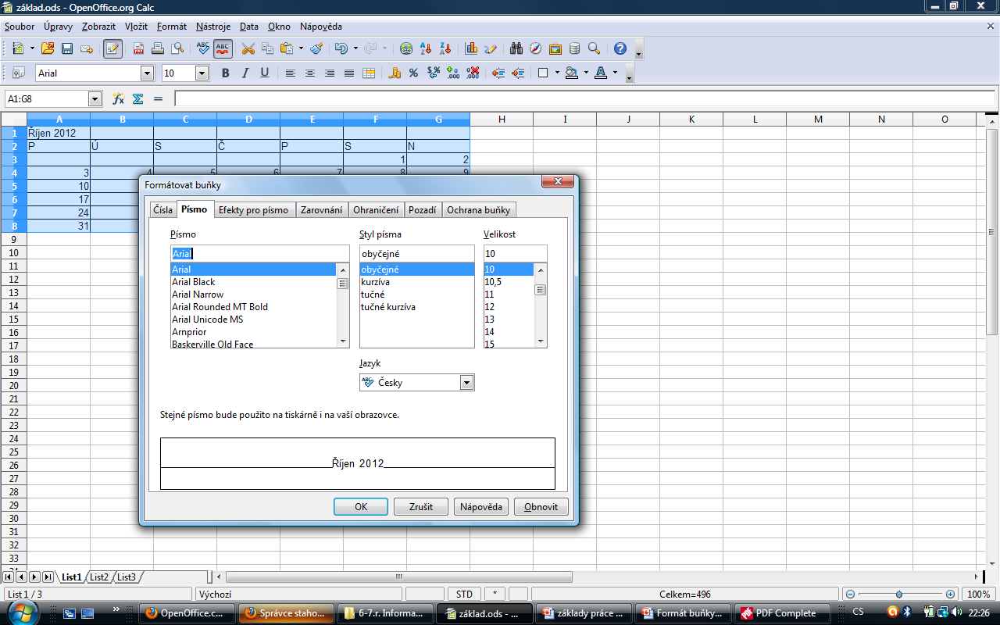 základ.ods - OpenOffice.org Calc
Soubor Úpravy Zobrazit Vložit Formát Nástroje Data Okno Nápověda
Arial 10
A1:G8
A B C D E F G H I J K L M N O
1 Říjen 2012
2 P Ú S Č P S N
3 1 2
4 3 4 5 6 7 8 9
5 10
6 17
7 24
8 31
9
10
11
12
13
14
15
16
17
18
19
20
21
22
23
24
25
26
27
28
29
30
31
32
33
34
Formátovat buňky
Čísla Písmo Efekty pro písmo Zarovnání Ohraničení Pozadí Ochrana buňky
Písmo Styl písma Velikost
Arial obyčejné 10
Arial obyčejné 10
Arial Black kurzíva 10,5
Arial Narrow tučné 11
Arial Rounded MT Bold tučné kurzíva 12
Arial Unicode MS 13
Arnprior 14
Baskerville Old Face 15
Jazyk
Česky
Stejné písmo bude použito na tiskárně i na vaší obrazovce.
Říjen 2012
OK Zrušit Nápověda Obnovit
List1 List2 List3
List 1 / 3 Výchozí STD * Celkem=496 100%
OpenOffice.c... Správce staho... 6-7.r. Informa... základ.ods - ... základy práce ... Formát buňky... PDF Complete CS 22:26